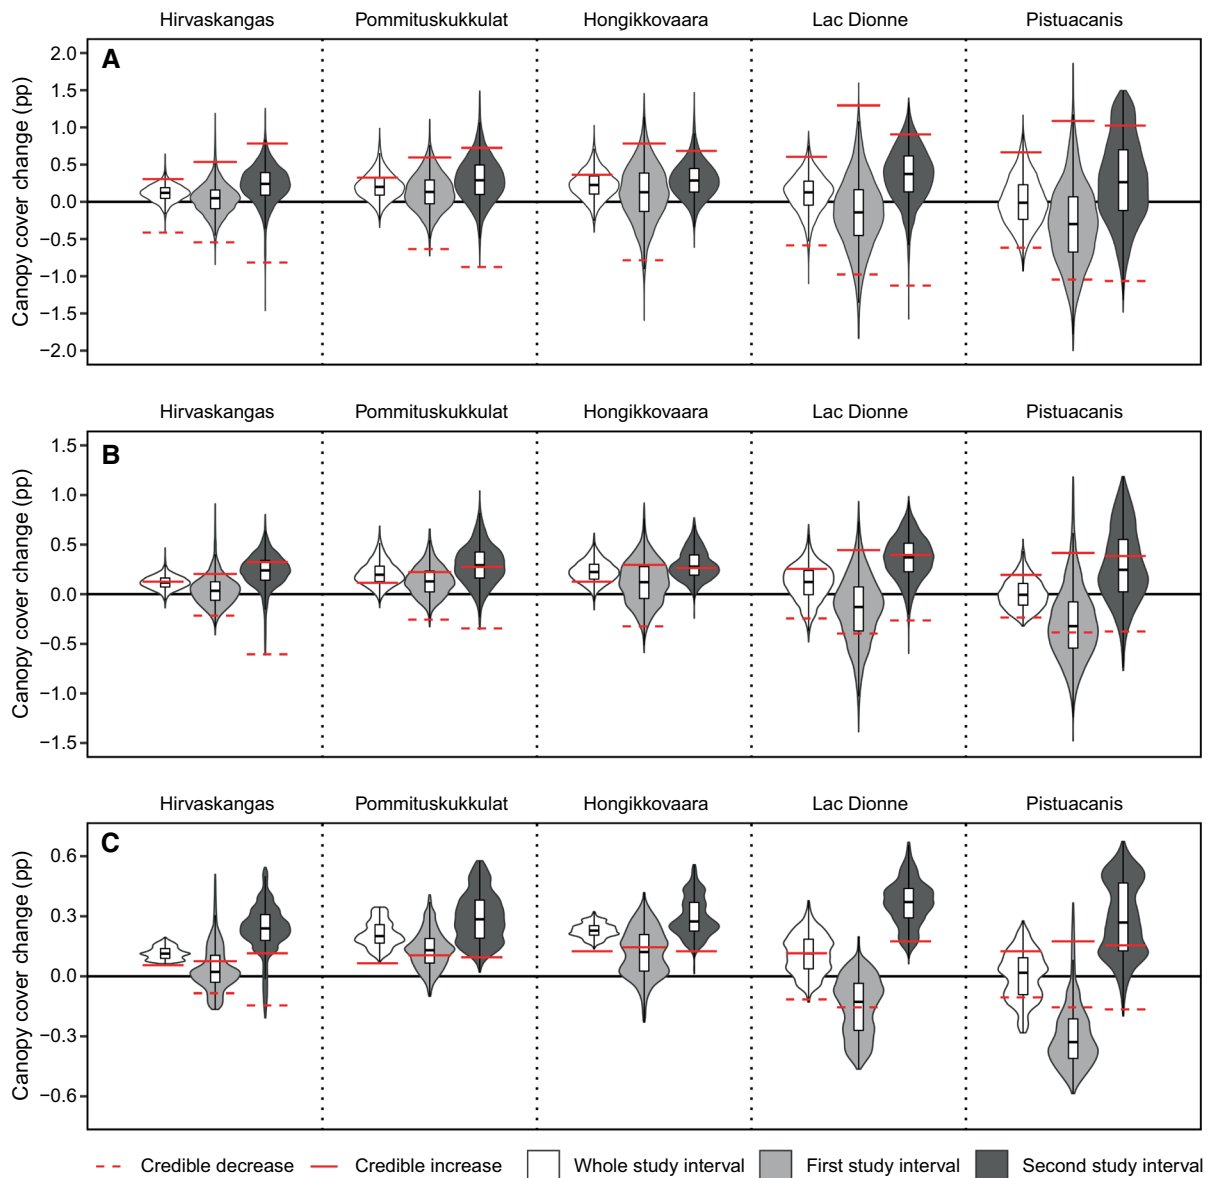 Hirvaskangas Pommituskukkulat Hongikkovaara Lac Dionne Pistuacanis
A
Canopy cover change (pp)
2.0
1.5
1.0
0.5
0.0
−0.5
−1.0
−1.5
−2.0
Hirvaskangas Pommituskukkulat Hongikkovaara Lac Dionne Pistuacanis
B
Canopy cover change (pp)
1.5
1.0
0.5
0.0
−0.5
−1.0
−1.5
Hirvaskangas Pommituskukkulat Hongikkovaara Lac Dionne Pistuacanis
C
Canopy cover change (pp)
0.6
0.3
0.0
−0.3
−0.6
Credible decrease Credible increase Whole study interval First study interval Second study interval